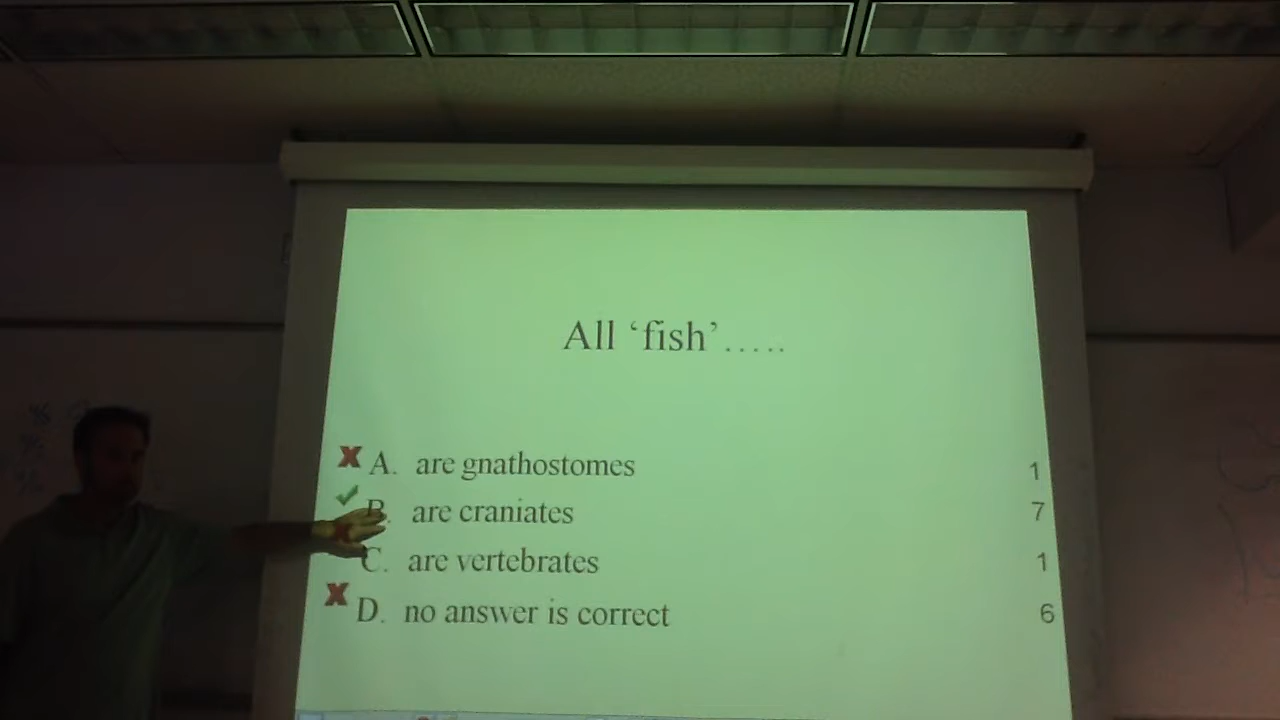 All ‘fish’.....
A. are gnathostomes 1
B. are craniates 7
C. are vertebrates 1
D. no answer is correct 6